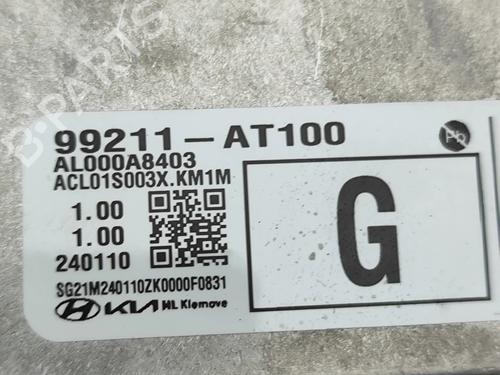 B-PARTS
99211-AT100
Pb
AL000A8403
ACL01S003X.KM1M
1.00
1.00
240110
G
SG21M240110ZK0000F0831
KIA HL Klemove